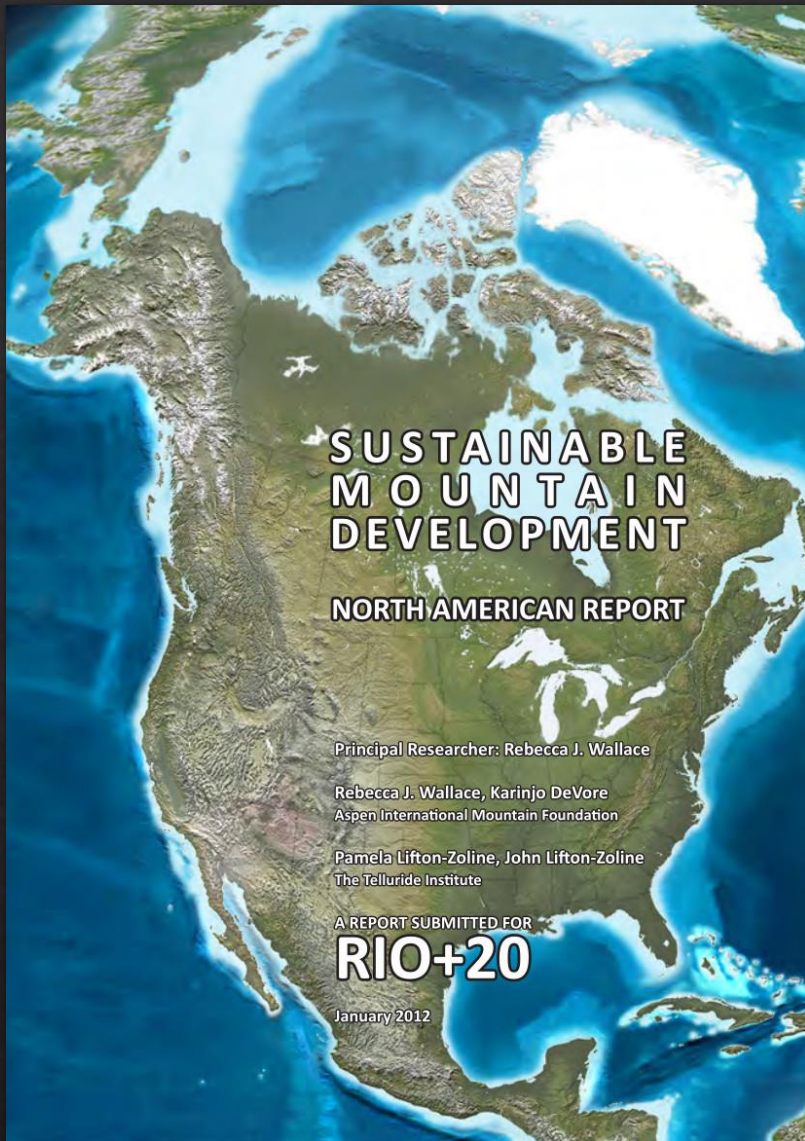 SUSTAINABLE
MOUNTAIN
DEVELOPMENT
NORTH AMERICAN REPORT
Principal Researcher: Rebecca J. Wallace
Rebecca J. Wallace, Karinjo DeVore
Aspen International Mountain Foundation
Pamela Lifton-Zoline, John Lifton-Zoline
The Telluride Institute
A REPORT SUBMITTED FOR
RIO+20
January 2012